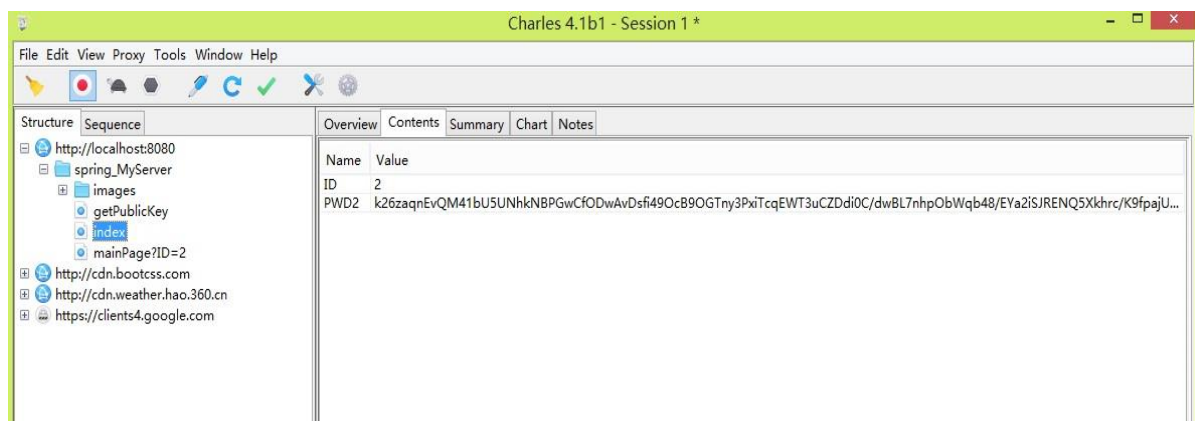 Charles 4.1b1 - Session 1 *
File Edit View Proxy Tools Window Help
Structure Sequence
Overview Contents Summary Chart Notes
http://localhost:8080
spring_MyServer
images
getPublicKey
index
mainPage?ID=2
http://cdn.bootcss.com
http://cdn.weather.hao.360.cn
https://clients4.google.com
Name Value
ID 2
PWD2 k26zaqnEvQM41bU5UNhkNBPGwCfODwAvDsfi49OcB9OGTny3PxiTcqEWT3uCZDdi0C/dwBL7nhpObWqb48/EYa2iSJRENQ5Xkhrc/K9fpajU...